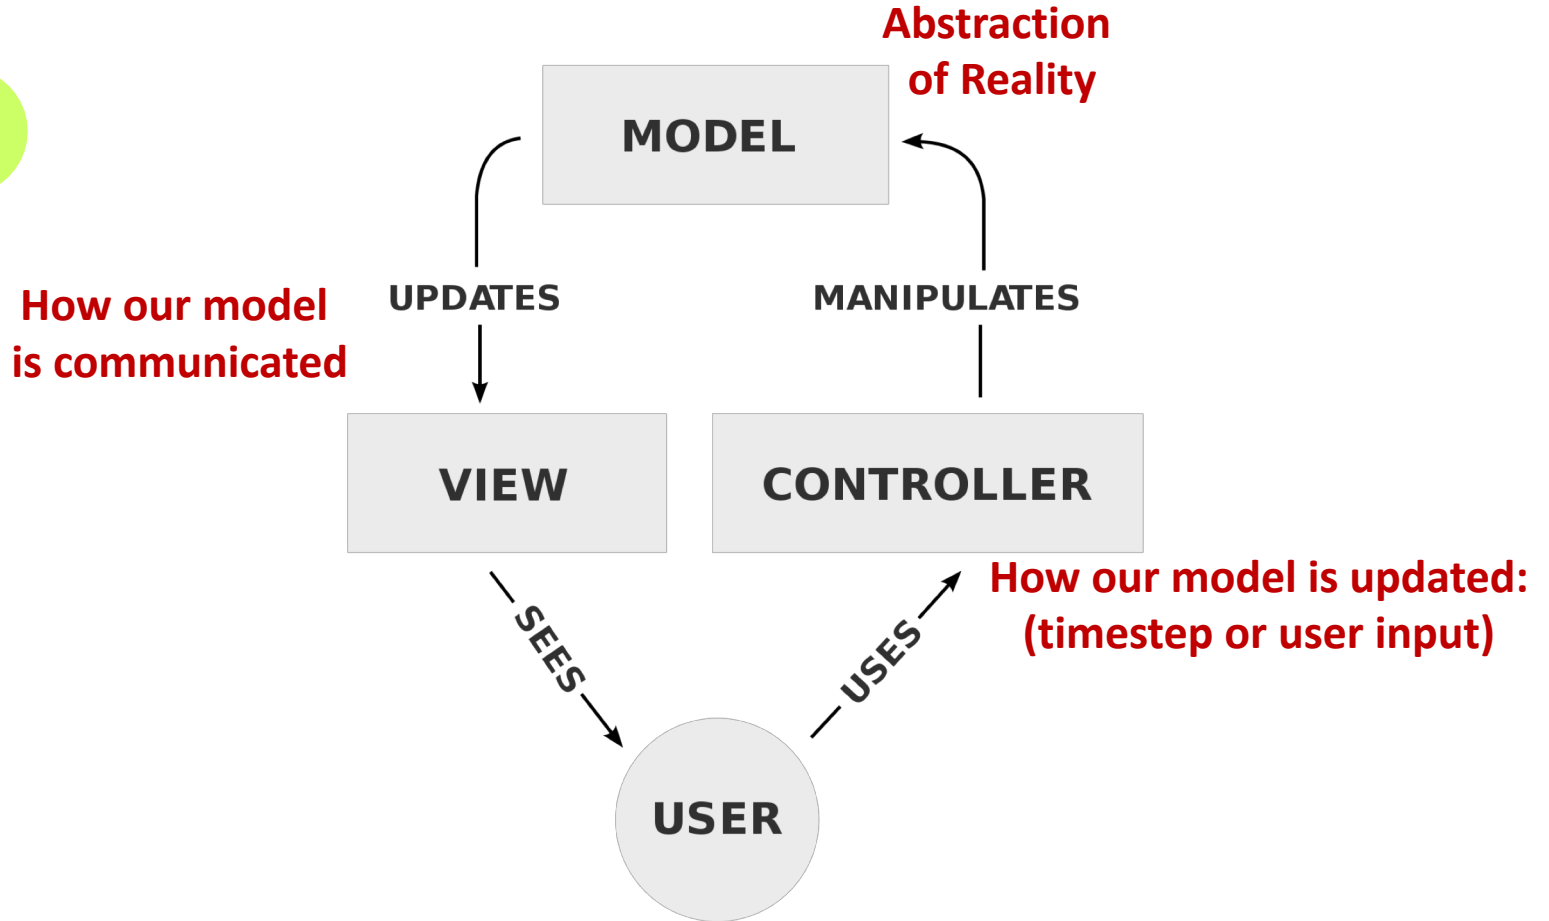 Abstraction
of Reality
MODEL
UPDATES
MANIPULATES
How our model
is communicated
VIEW
CONTROLLER
How our model is updated:
(timestep or user input)
SEES
USES
USER